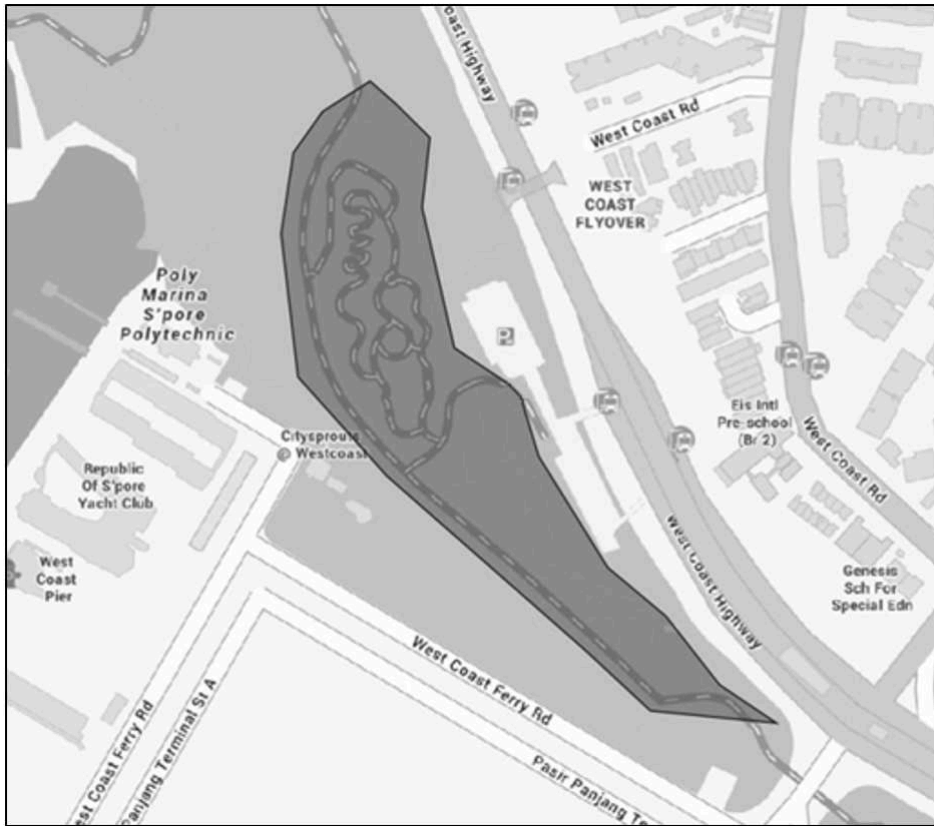 oast Highway
West Coast Rd
WEST
COAST
FLYOVER
Poly
Marina
S'pore
Polytechnic
P
Eis Intl
Pre-school
(Br 2)
Citysprouts
@ Westcoast
West Coast Rd
Republic
Of S'pore
Yacht Club
West Coast Highway
West
Coast
Pier
Genesis
Sch For
Special Edn
West Coast Ferry Rd
est Coast Ferry Rd
Panjang Terminal St A
Pasir Panjang Te